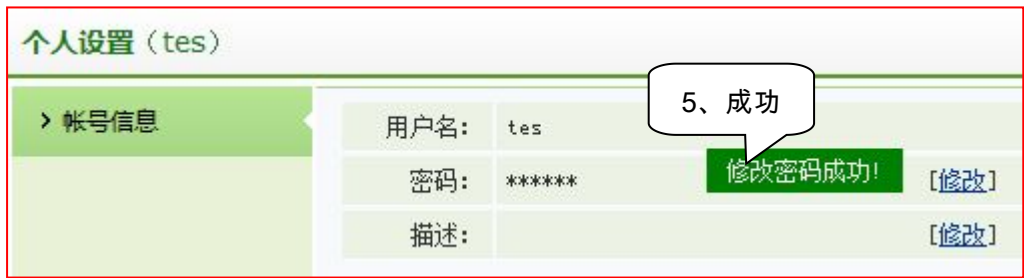 个人设置（tes）
5、成功
> 帐号信息
用户名： tes
修改密码成功!
密码： ****** [修改]
描述： [修改]